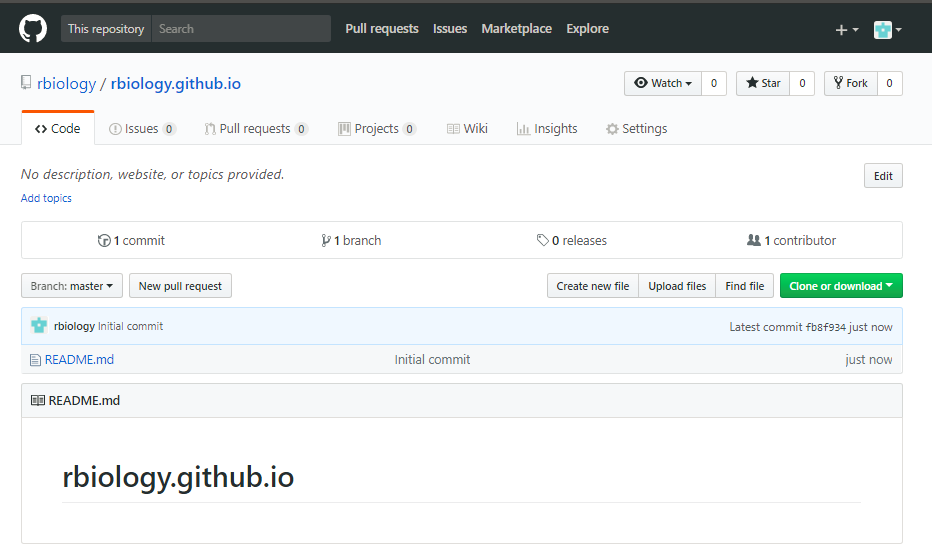 This repository Search Pull requests Issues Marketplace Explore
rbiology / rbiology.github.io Watch 0 Star 0 Fork 0
Code Issues 0 Pull requests 0 Projects 0 Wiki Insights Settings
No description, website, or topics provided. Edit
Add topics
1 commit 1 branch 0 releases 1 contributor
Branch: master New pull request Create new file Upload files Find file Clone or download
rbiology Initial commit Latest commit fb8f934 just now
README.md Initial commit just now
README.md
rbiology.github.io